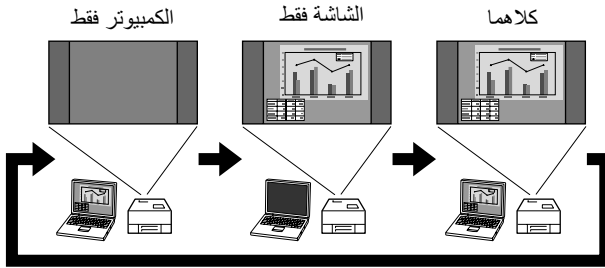 الكمبيوتر فقط
الشاشة فقط
كلاهما